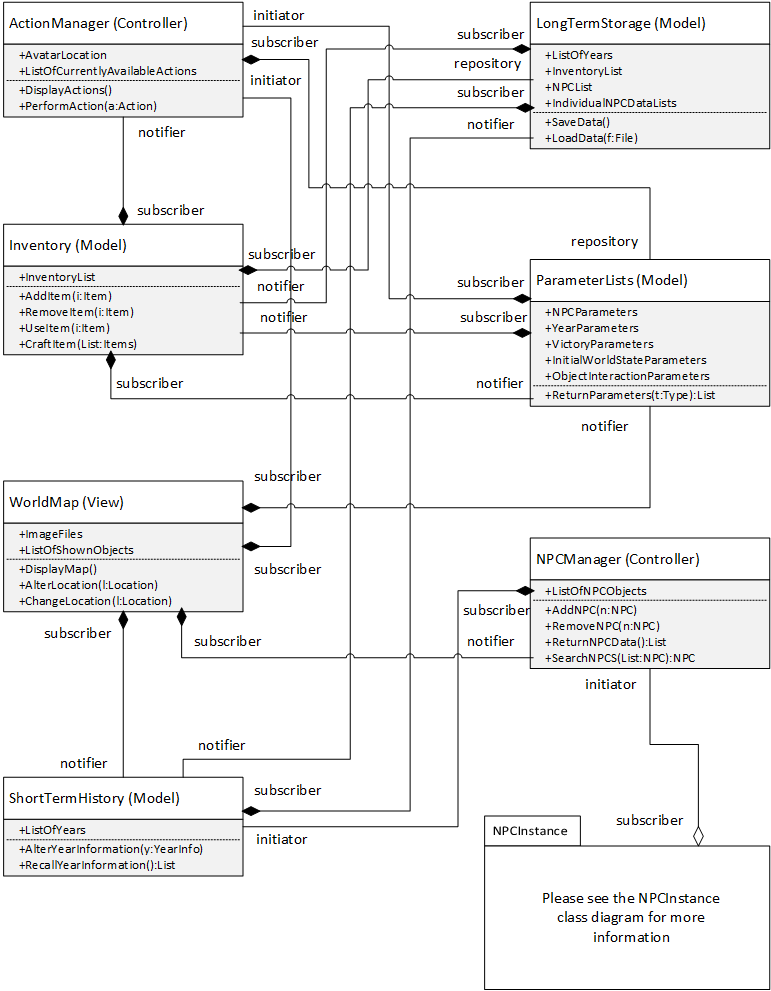 ActionManager (Controller)
+AvatarLocation
+ListOfCurrentlyAvailableActions
+DisplayActions()
+PerformAction(a:Action)
initiator
subscriber
initiator
notifier
subscriber
repository
subscriber
notifier
LongTermStorage (Model)
+ListOfYears
+InventoryList
+NPCList
+IndividualNPCDataLists
+SaveData()
+LoadData(f:File)
subscriber
repository
Inventory (Model)
+InventoryList
+AddItem(i:Item)
+RemoveItem(i:Item)
+UseItem(i:Item)
+CraftItem(List:Items)
subscriber
notifier
notifier
subscriber
subscriber
subscriber
notifier
ParameterLists (Model)
+NPCParameters
+YearParameters
+VictoryParameters
+InitialWorldStateParameters
+ObjectInteractionParameters
+ReturnParameters(t:Type):List
notifier
WorldMap (View)
+ImageFiles
+ListOfShownObjects
+DisplayMap()
+AlterLocation(l:Location)
+ChangeLocation(l:Location)
subscriber
subscriber
subscriber
subscriber
NPCManager (Controller)
+ListOfNPCObjects
+AddNPC(n:NPC)
+RemoveNPC(n:NPC)
+ReturnNPCData():List
+SearchNPCS(List:NPC):NPC
subscriber
notifier
initiator
notifier
notifier
ShortTermHistory (Model)
+ListOfYears
+AlterYearInformation(y:YearInfo)
+RecallYearInformation():List
subscriber
initiator
subscriber
NPCInstance
Please see the NPCInstance
class diagram for more
information